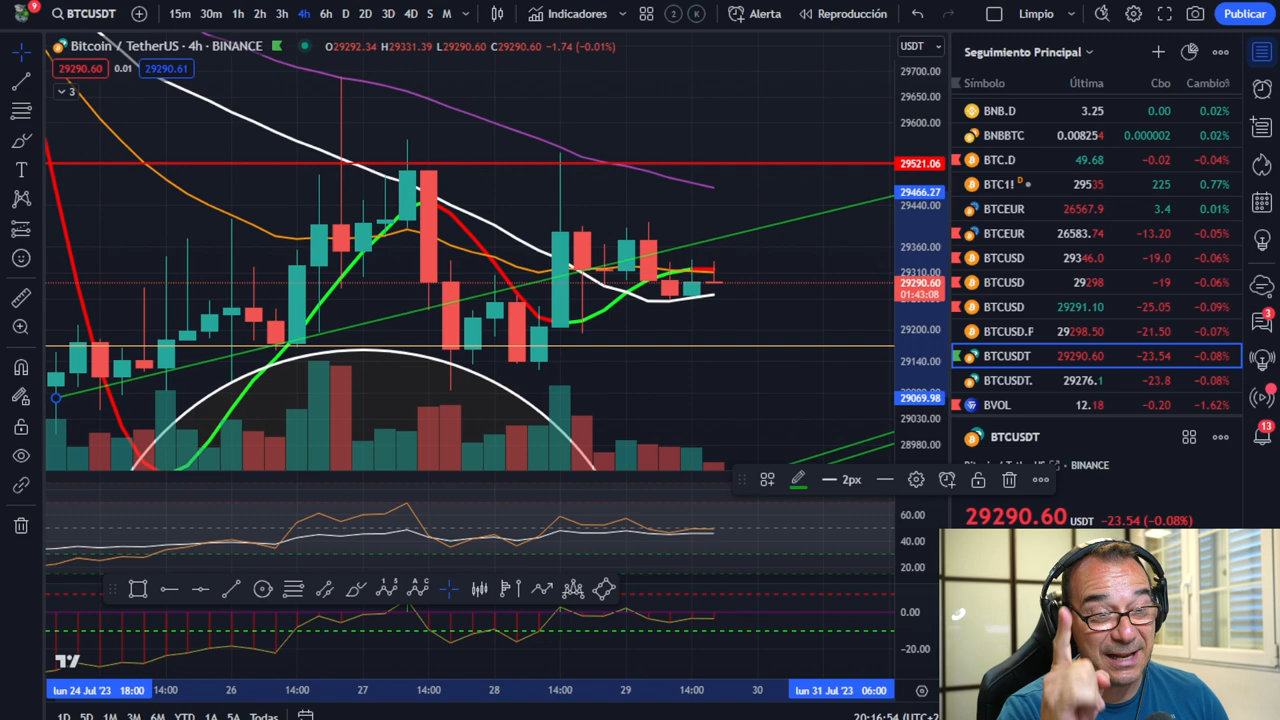 9
BTCUSDT
15m 30m 1h 2h 3h 4h 6h D 2D 3D 4D S M
Indicadores
2 K
Alerta
Reproducción
Limpio
Publicar
Bitcoin / TetherUS · 4h · BINANCE
O29292.34 H29331.39 L29290.60 C29290.60 −1.74 (−0.01%)
29290.60 0.01 29290.61
3
USDT
29700.00
29650.00
29600.00
29521.06
29466.27
29440.00
29360.00
29310.00
29290.60
01:43:08
29200.00
29140.00
29069.98
29030.00
28980.00
60.00
40.00
20.00
0.00
−20.00
2px
1 5
A C
lun 24 Jul '23 18:00
14:00 26 14:00 27 14:00 28 14:00 29 14:00 30
lun 31 Jul '23 06:00
1D 5D 1M 3M 6M YTD 1A 5A Todas
20:16:54 (UTC+2
Seguimiento Principal
Símbolo Última Cbo Cambio%
BNB.D 3.25 0.00 0.02%
BNBBTC 0.008254 0.000002 0.02%
BTC.D 49.68 −0.02 −0.04%
BTC1! D 29535 225 0.77%
BTCEUR 26567.9 3.4 0.01%
BTCEUR 26583.74 −13.20 −0.05%
BTCUSD 29346.0 −19.0 −0.06%
BTCUSD 29298 −19 −0.06%
BTCUSD 29291.10 −25.05 −0.09%
BTCUSD.F 29298.50 −21.50 −0.07%
BTCUSDT 29290.60 −23.54 −0.08%
BTCUSDT. 29276.1 −23.8 −0.08%
BVOL 12.18 −0.20 −1.62%
BTCUSDT
BINANCE
29290.60 USDT −23.54 (−0.08%)
3
13